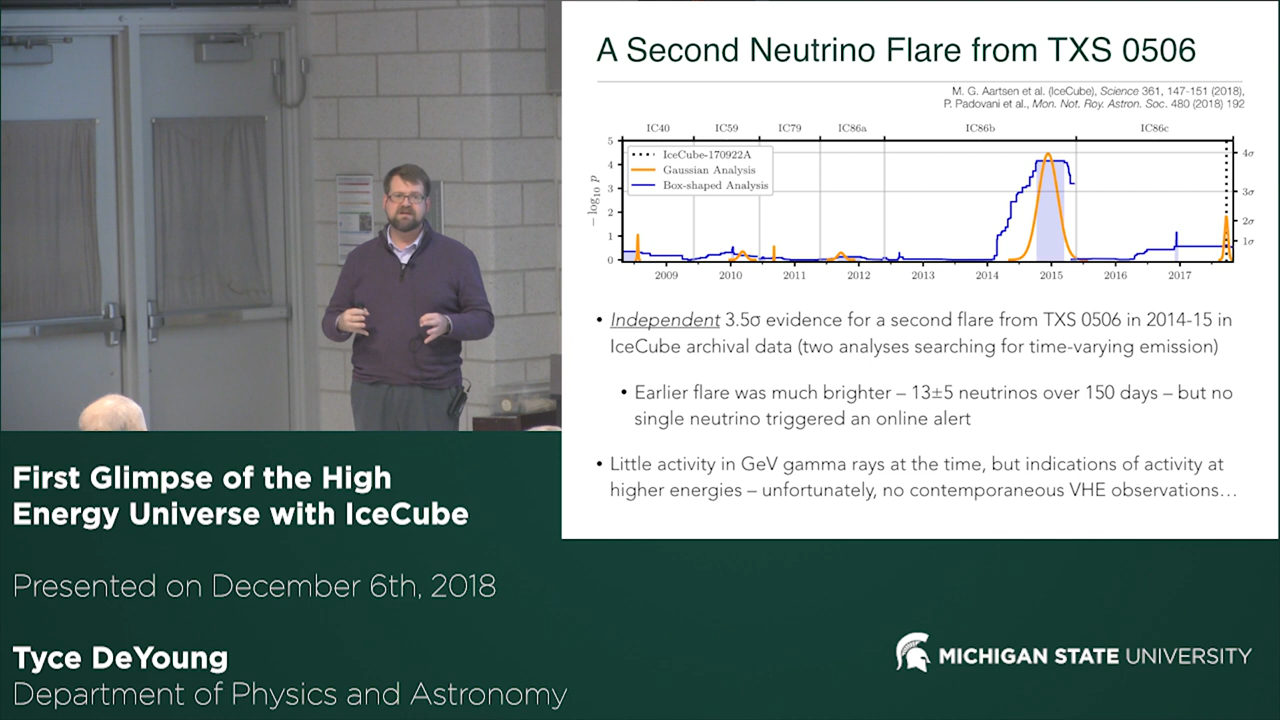 A Second Neutrino Flare from TXS 0506
M. G. Aartsen et al. (IceCube), Science 361, 147-151 (2018),
P. Padovani et al., Mon. Not. Roy. Astron. Soc. 480 (2018) 192
IC40 IC59 IC79 IC86a IC86b IC86c
IceCube-170922A
Gaussian Analysis
Box-shaped Analysis
− log₁₀ p
5
4
3
2
1
0
4σ
3σ
2σ
1σ
2009 2010 2011 2012 2013 2014 2015 2016 2017
• Independent 3.5σ evidence for a second flare from TXS 0506 in 2014-15 in
IceCube archival data (two analyses searching for time-varying emission)
• Earlier flare was much brighter – 13±5 neutrinos over 150 days – but no
single neutrino triggered an online alert
• Little activity in GeV gamma rays at the time, but indications of activity at
higher energies – unfortunately, no contemporaneous VHE observations…
First Glimpse of the High
Energy Universe with IceCube
Presented on December 6th, 2018
Tyce DeYoung
Department of Physics and Astronomy
MICHIGAN STATE UNIVERSITY